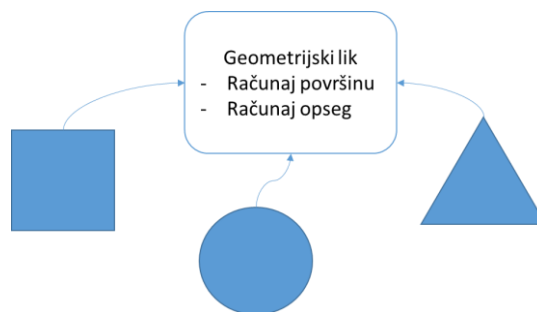 Geometrijski lik
- Računaj površinu
- Računaj opseg